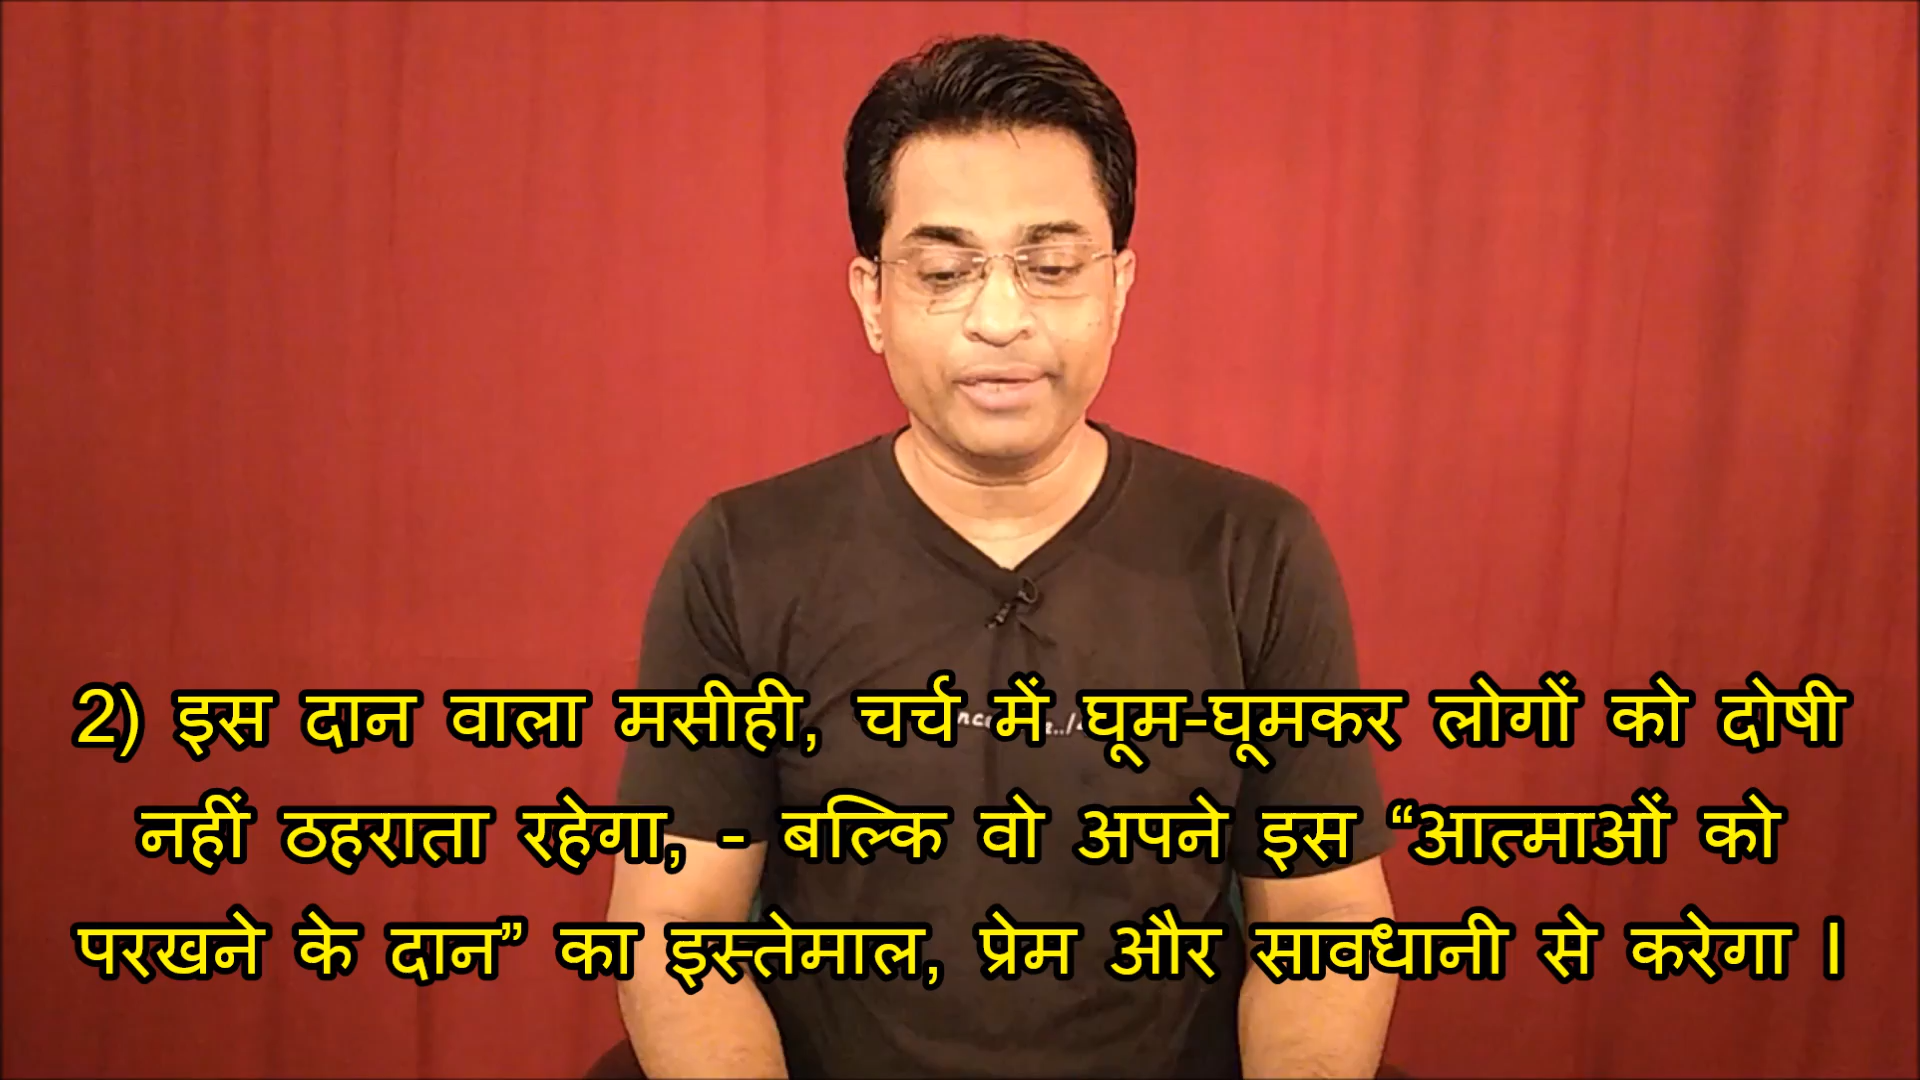 2) इस दान वाला मसीही, चर्च में घूम-घूमकर लोगों को दोषी
नहीं ठहराता रहेगा, - बल्कि वो अपने इस “आत्माओं को
परखने के दान” का इस्तेमाल, प्रेम और सावधानी से करेगा ।